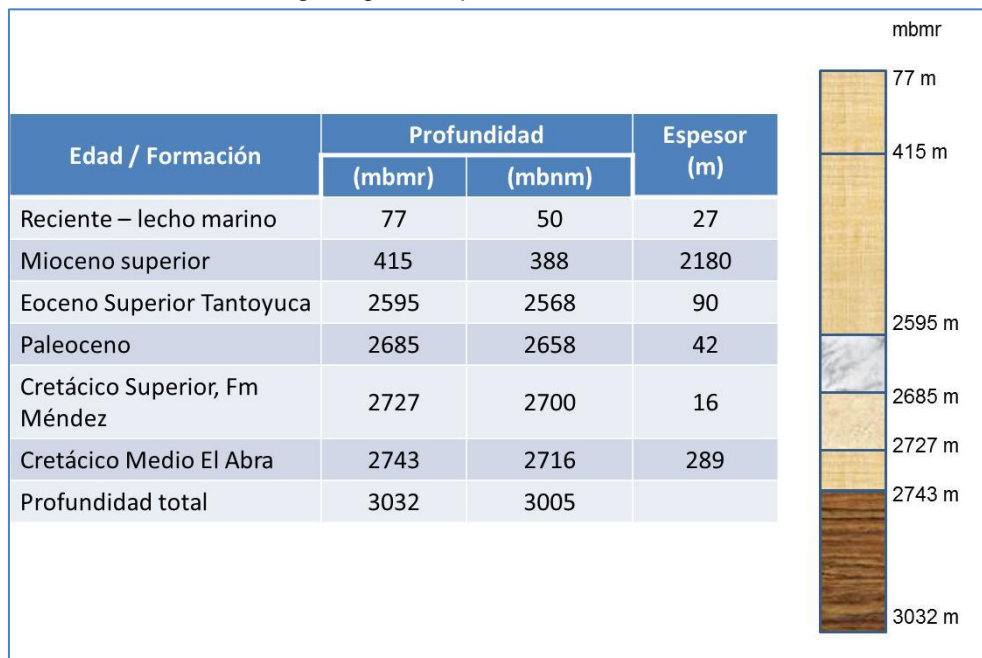 Edad / Formación Profundidad Espesor (m)
(mbmr) (mbnm)
Reciente – lecho marino 77 50 27
Mioceno superior 415 388 2180
Eoceno Superior Tantoyuca 2595 2568 90
Paleoceno 2685 2658 42
Cretácico Superior, Fm
Méndez 2727 2700 16
Cretácico Medio El Abra 2743 2716 289
Profundidad total 3032 3005
mbmr
77 m
415 m
2595 m
2685 m
2727 m
2743 m
3032 m